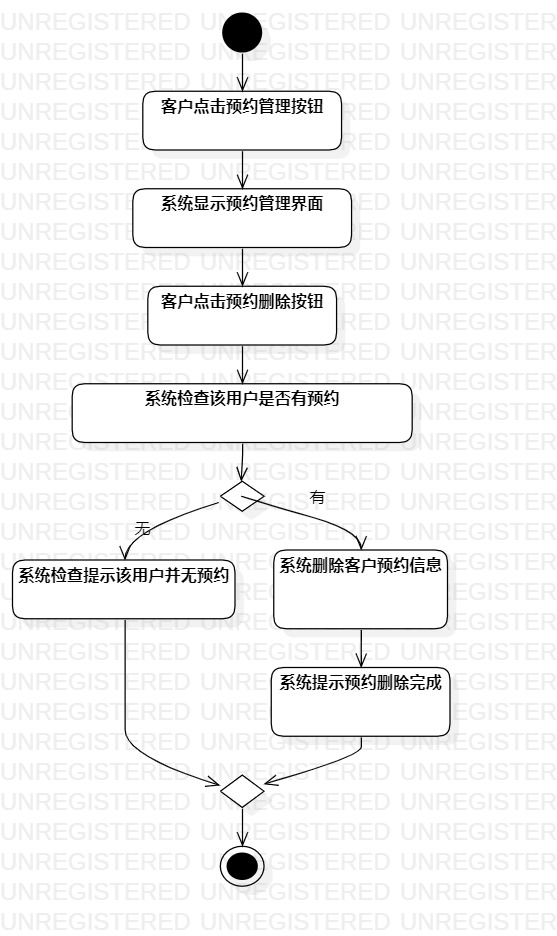 客户点击预约管理按钮
系统显示预约管理界面
客户点击预约删除按钮
系统检查该用户是否有预约
有
无
系统删除客户预约信息
系统检查提示该用户并无预约
系统提示预约删除完成
UNREGISTERED